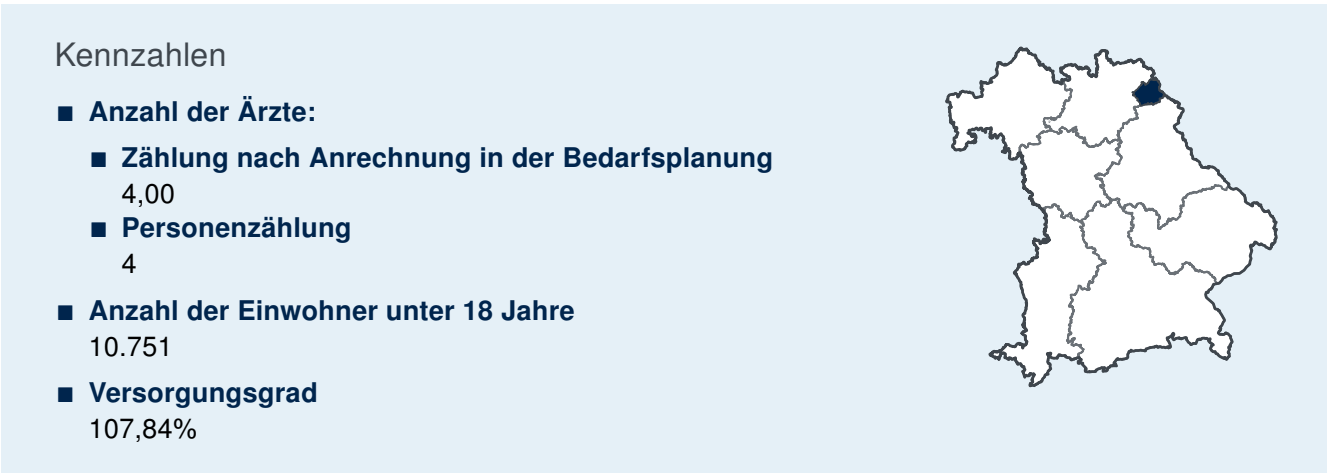 Kennzahlen
■ Anzahl der Ärzte:
■ Zählung nach Anrechnung in der Bedarfsplanung
4,00
■ Personenzählung
4
■ Anzahl der Einwohner unter 18 Jahre
10.751
■ Versorgungsgrad
107,84%